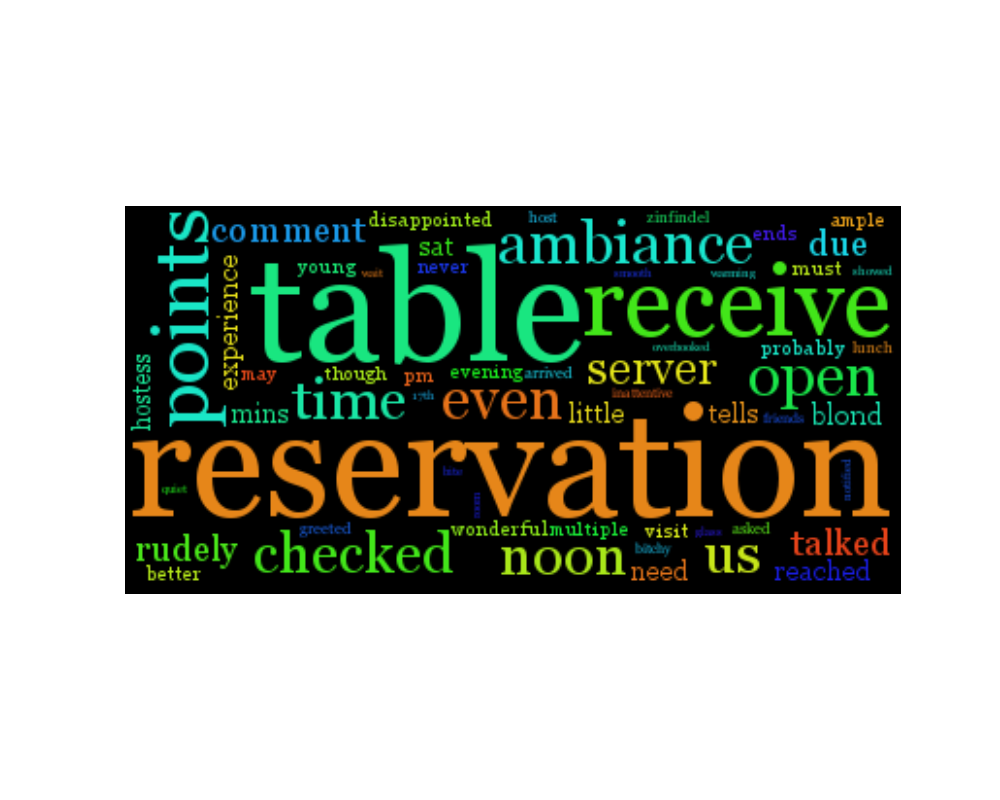 points
comment
disappointed
host
zinfindel
ample
ambiance
ends
due
sat
young
wait
never
smooth
warming
must
showed
experience
table
receive
overbooked
probably
lunch
hostess
may
though
pm
evening
arrived
server
open
mins
time
17th
even
inattentive
little
tells
friends
blond
reservation
quiet
bite
noon
notified
greeted
wonderful
multiple
visit
glass
asked
talked
rudely
checked
noon
bitchy
us
better
need
reached